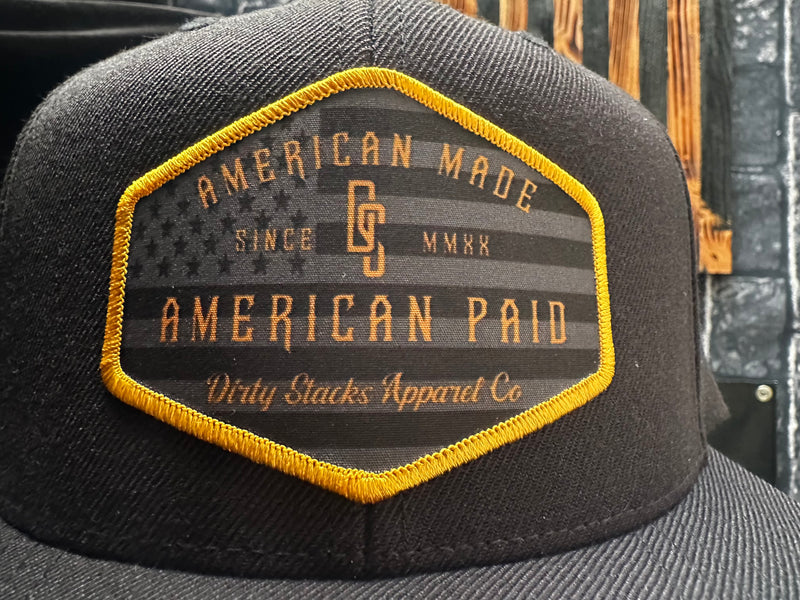 AMERICAN MADE
SINCE DS MMXX
AMERICAN PAID
Dirty Stacks Apparel Co